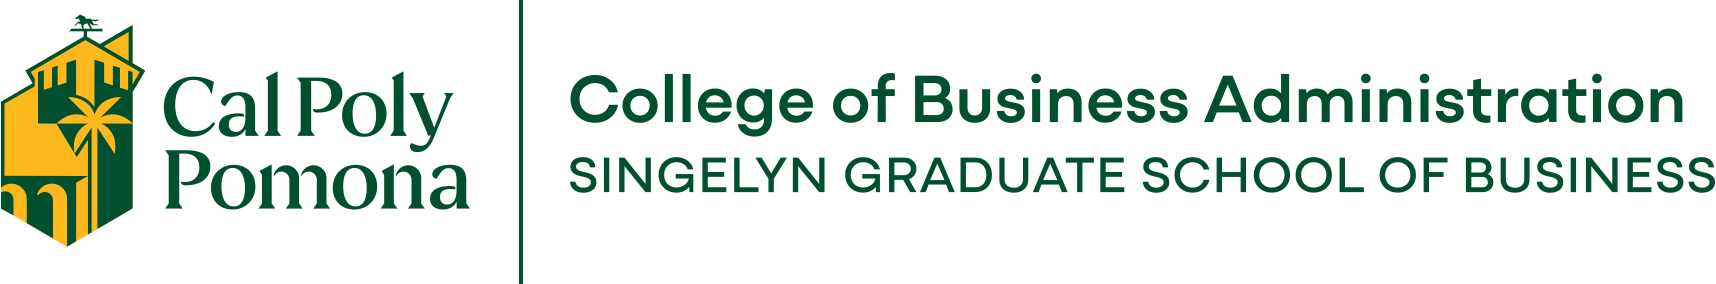 Cal Poly
Pomona
College of Business Administration
SINGELYN GRADUATE SCHOOL OF BUSINESS